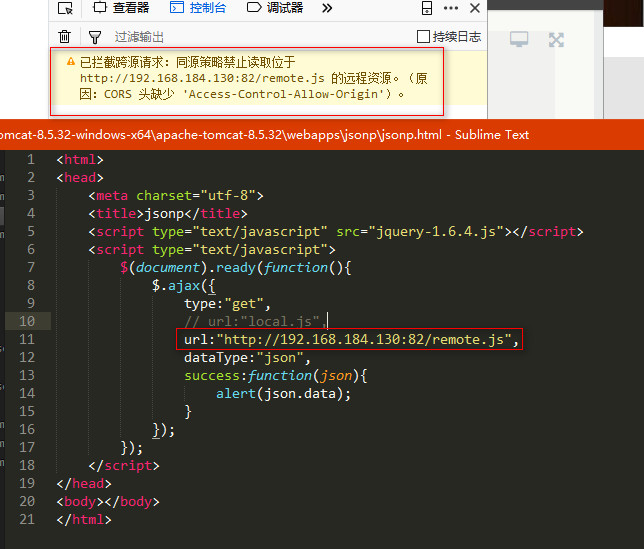 查看器 控制台 调试器 »
过滤输出 持续日志
已拦截跨源请求：同源策略禁止读取位于
http://192.168.184.130:82/remote.js 的远程资源。（原
因：CORS 头缺少 'Access-Control-Allow-Origin'）。
omcat-8.5.32-windows-x64\apache-tomcat-8.5.32\webapps\jsonp\jsonp.html - Sublime Text
1 <html>
2 <head>
3 <meta charset="utf-8">
4 <title>jsonp</title>
5 <script type="text/javascript" src="jquery-1.6.4.js"></script>
6 <script type="text/javascript">
7 $(document).ready(function(){
8 $.ajax({
9 type:"get",
10 // url:"local.js",
11 url:"http://192.168.184.130:82/remote.js",
12 dataType:"json",
13 success:function(json){
14 alert(json.data);
15 }
16 });
17 });
18 </script>
19 </head>
20 <body></body>
21 </html>